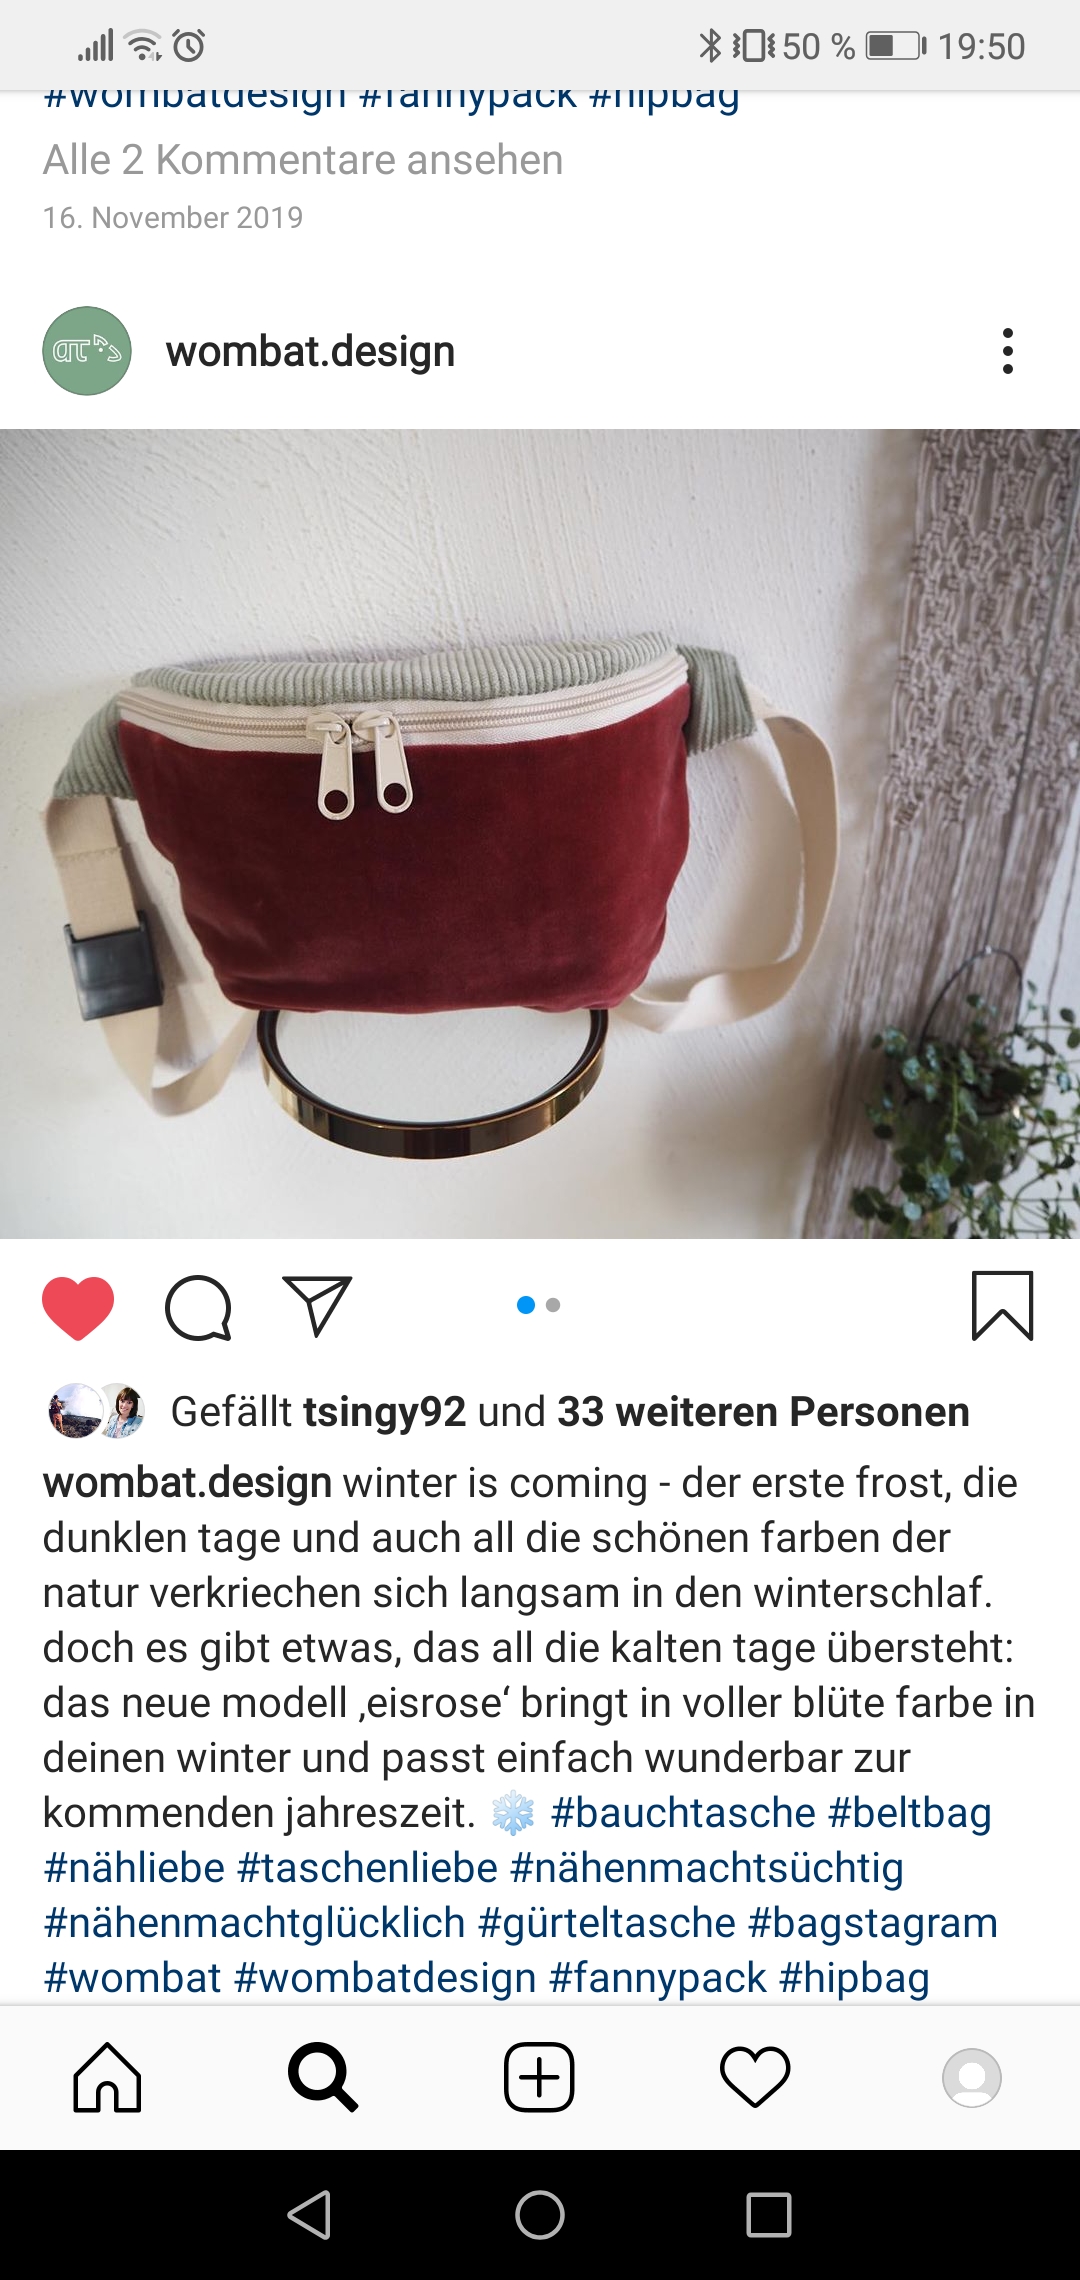 50 % 19:50
#wombatdesign #fannypack #hipbag
Alle 2 Kommentare ansehen
16. November 2019
wombat.design
Gefällt tsingy92 und 33 weiteren Personen
wombat.design winter is coming - der erste frost, die
dunklen tage und auch all die schönen farben der
natur verkriechen sich langsam in den winterschlaf.
doch es gibt etwas, das all die kalten tage übersteht:
das neue modell ‚eisrose‘ bringt in voller blüte farbe in
deinen winter und passt einfach wunderbar zur
kommenden jahreszeit. ❄️ #bauchtasche #beltbag
#nähliebe #taschenliebe #nähenmachtsüchtig
#nähenmachtglücklich #gürteltasche #bagstagram
#wombat #wombatdesign #fannypack #hipbag